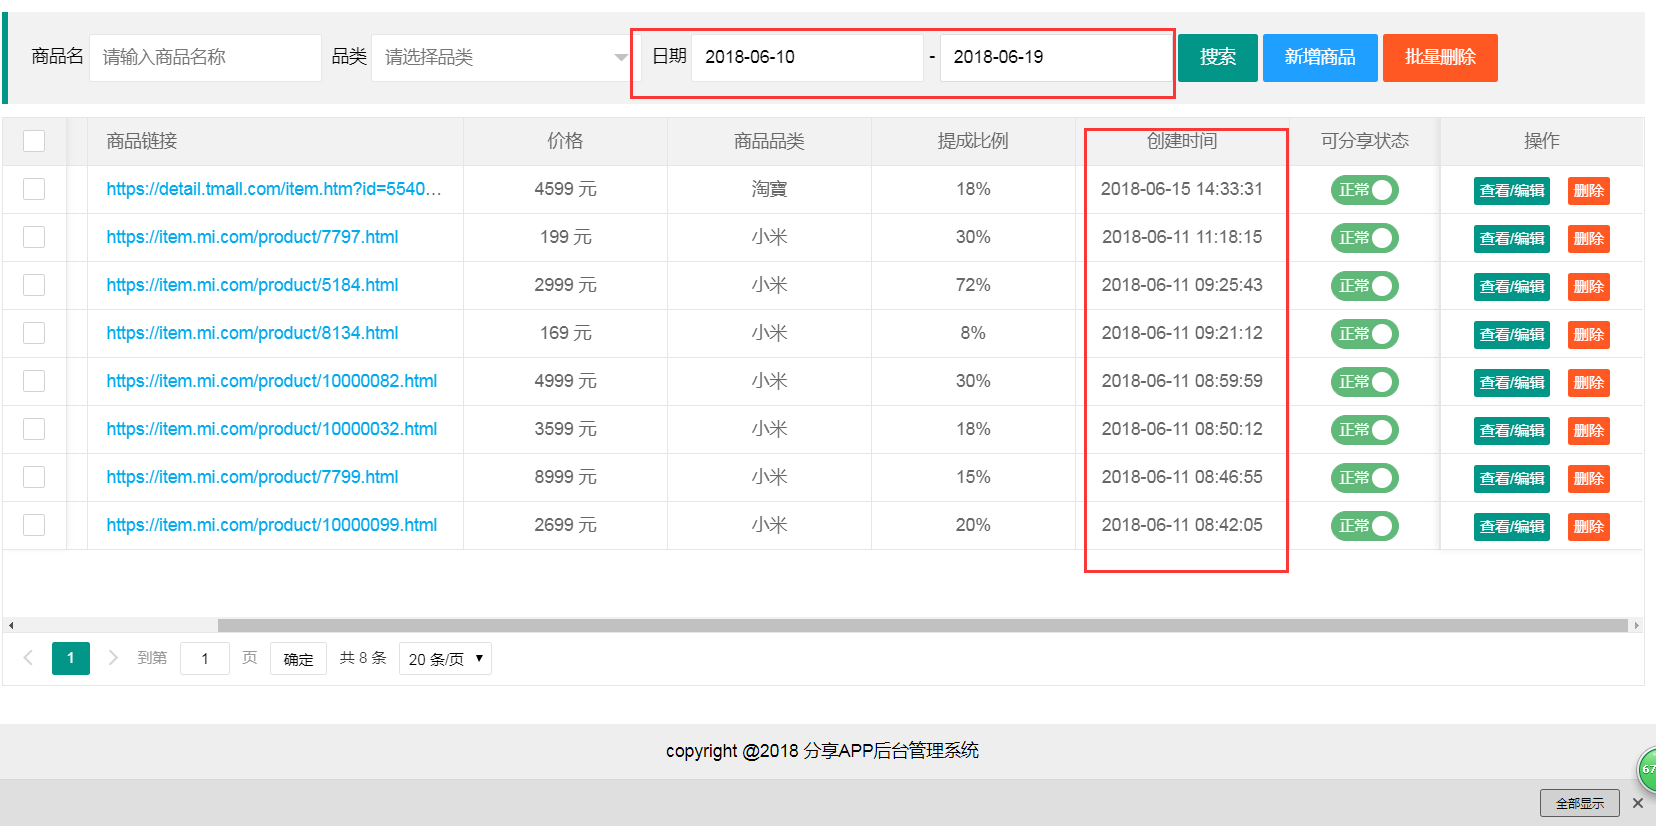 商品名 请输入商品名称 品类 请选择品类 日期 2018-06-10 - 2018-06-19 搜索 新增商品 批量删除
商品链接 价格 商品品类 提成比例 创建时间 可分享状态 操作
https://detail.tmall.com/item.htm?id=5540... 4599 元 淘寶 18% 2018-06-15 14:33:31 正常 查看/编辑 删除
https://item.mi.com/product/7797.html 199 元 小米 30% 2018-06-11 11:18:15 正常 查看/编辑 删除
https://item.mi.com/product/5184.html 2999 元 小米 72% 2018-06-11 09:25:43 正常 查看/编辑 删除
https://item.mi.com/product/8134.html 169 元 小米 8% 2018-06-11 09:21:12 正常 查看/编辑 删除
https://item.mi.com/product/10000082.html 4999 元 小米 30% 2018-06-11 08:59:59 正常 查看/编辑 删除
https://item.mi.com/product/10000032.html 3599 元 小米 18% 2018-06-11 08:50:12 正常 查看/编辑 删除
https://item.mi.com/product/7799.html 8999 元 小米 15% 2018-06-11 08:46:55 正常 查看/编辑 删除
https://item.mi.com/product/10000099.html 2699 元 小米 20% 2018-06-11 08:42:05 正常 查看/编辑 删除
1 到第 1 页 确定 共 8 条 20 条/页
copyright @2018 分享APP后台管理系统
67
全部显示